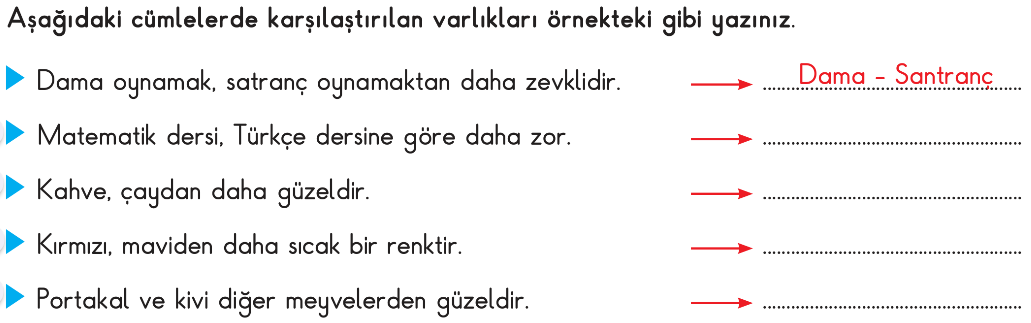 Aşağıdaki cümlelerde karşılaştırılan varlıkları örnekteki gibi yazınız.
Dama oynamak, satranç oynamaktan daha zevklidir. Dama - Santranç
Matematik dersi, Türkçe dersine göre daha zor. ........................
Kahve, çaydan daha güzeldir. ........................
Kırmızı, maviden daha sıcak bir renktir. ........................
Portakal ve kivi diğer meyvelerden güzeldir. ........................